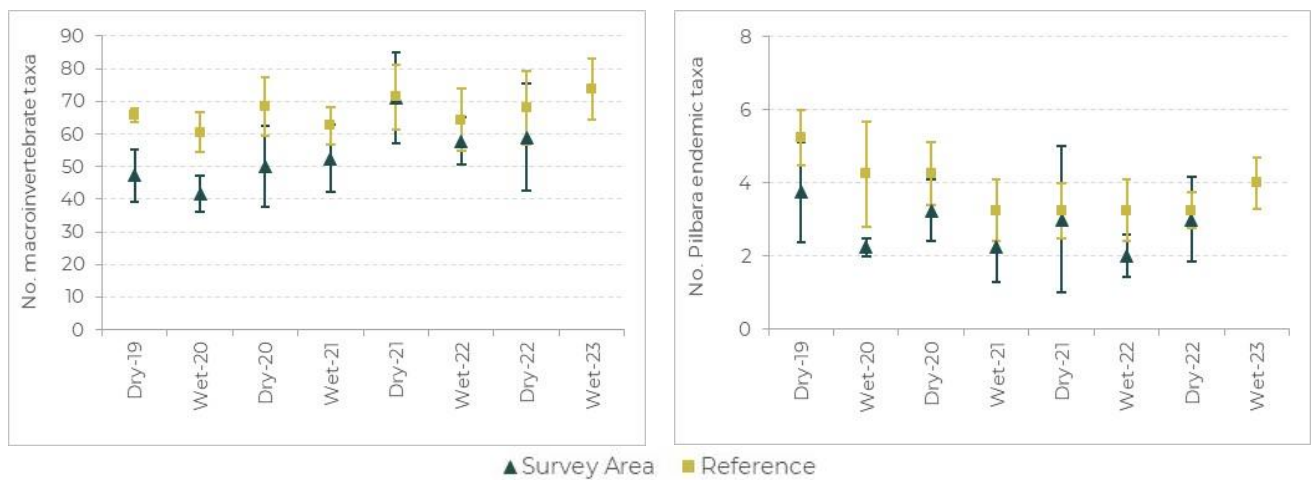 No. macroinvertebrate taxa
90
80
70
60
50
40
30
20
10
0
Dry-19
Wet-20
Dry-20
Wet-21
Dry-21
Wet-22
Dry-22
Wet-23
No. Pilbara endemic taxa
8
6
4
2
0
Dry-19
Wet-20
Dry-20
Wet-21
Dry-21
Wet-22
Dry-22
Wet-23
Survey Area Reference